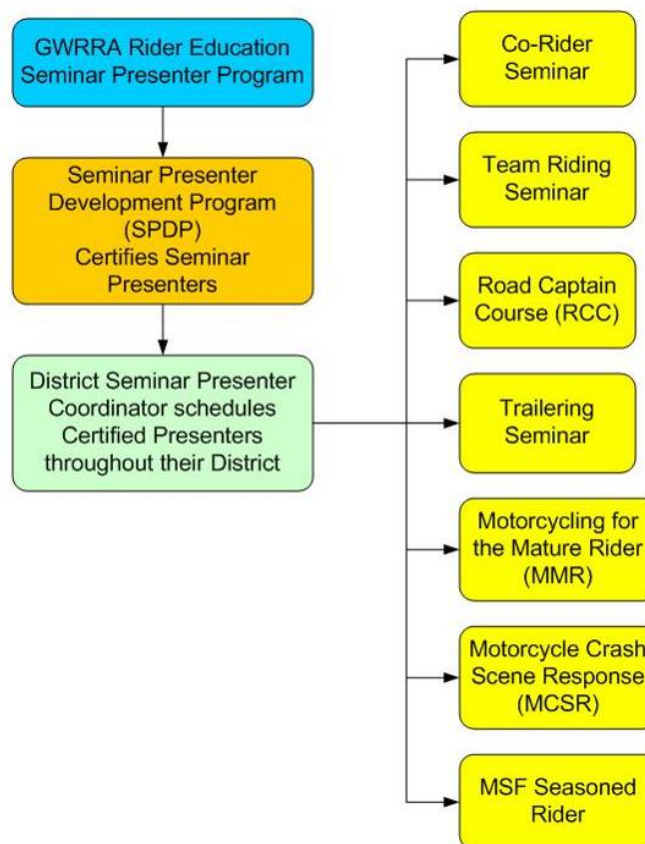 GWRRA Rider Education
Seminar Presenter Program
Seminar Presenter
Development Program
(SPDP)
Certifies Seminar
Presenters
District Seminar Presenter
Coordinator schedules
Certified Presenters
throughout their District
Co-Rider
Seminar
Team Riding
Seminar
Road Captain
Course (RCC)
Trailering
Seminar
Motorcycling for
the Mature Rider
(MMR)
Motorcycle Crash
Scene Response
(MCSR)
MSF Seasoned
Rider